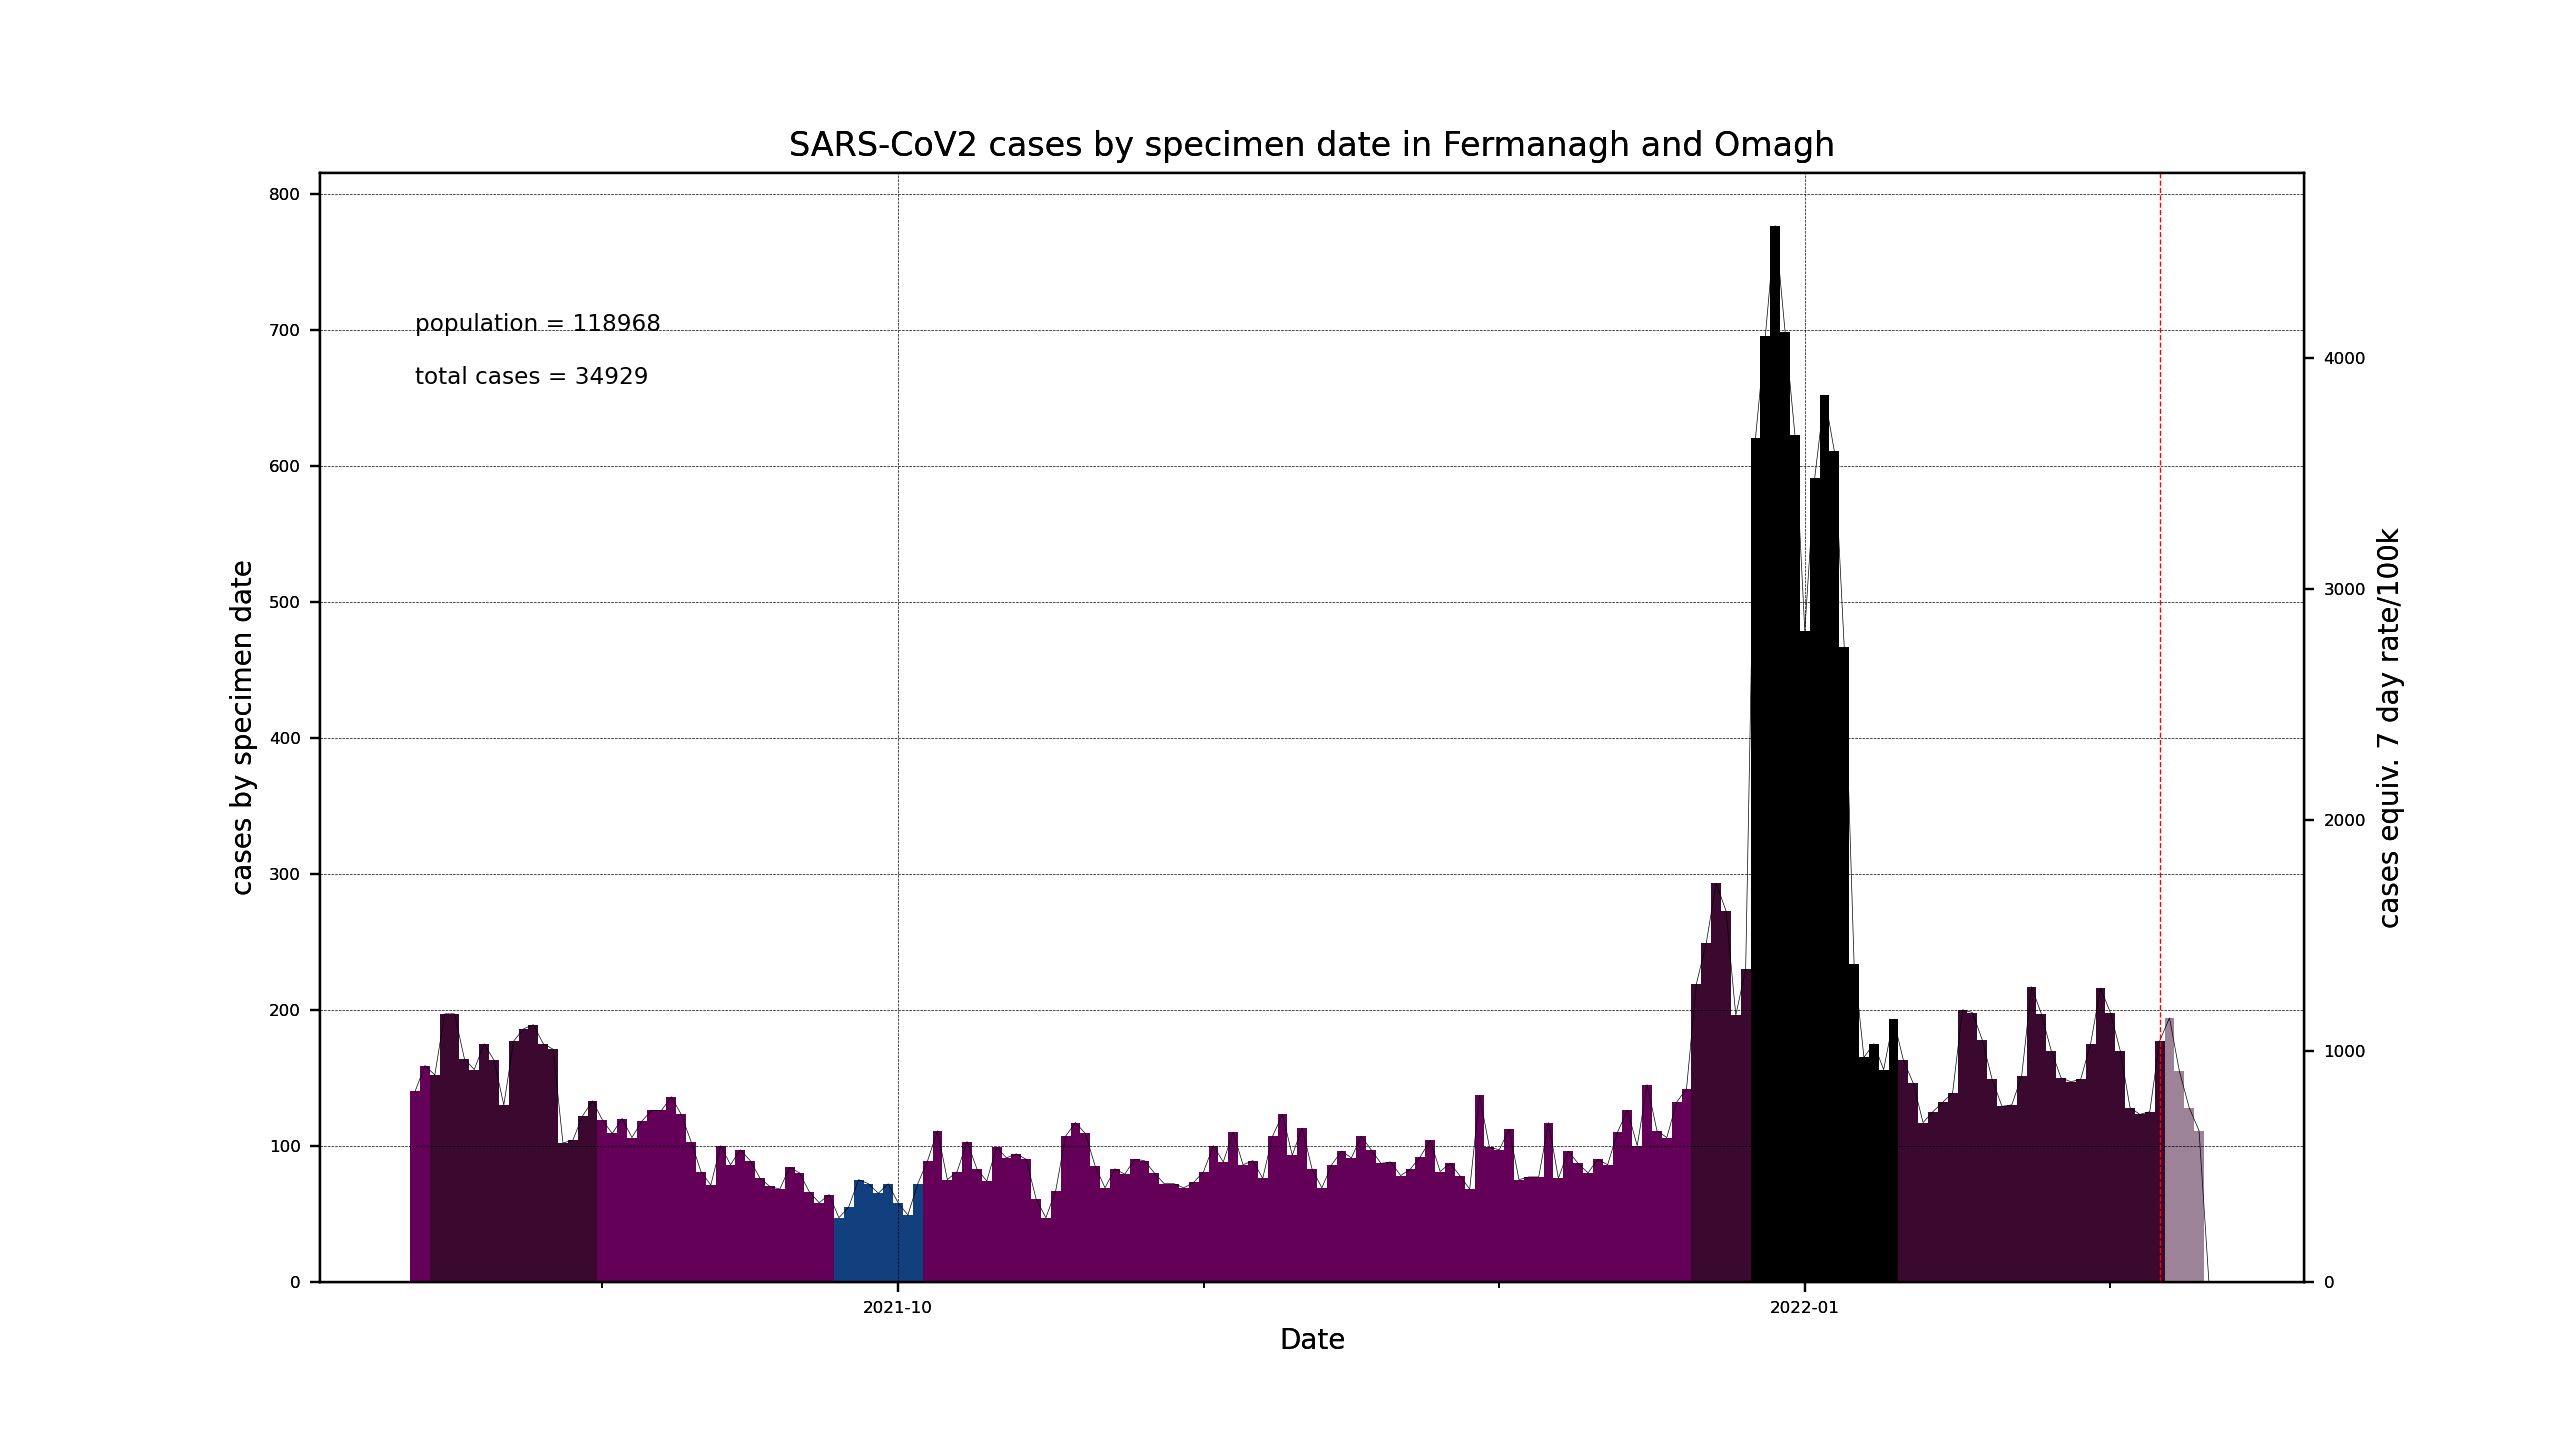 SARS-CoV2 cases by specimen date in Fermanagh and Omagh
population = 118968
total cases = 34929
cases by specimen date
800
700
600
500
400
300
200
100
0
4000
3000
2000
1000
0
cases equiv. 7 day rate/100k
2021-10
2022-01
Date